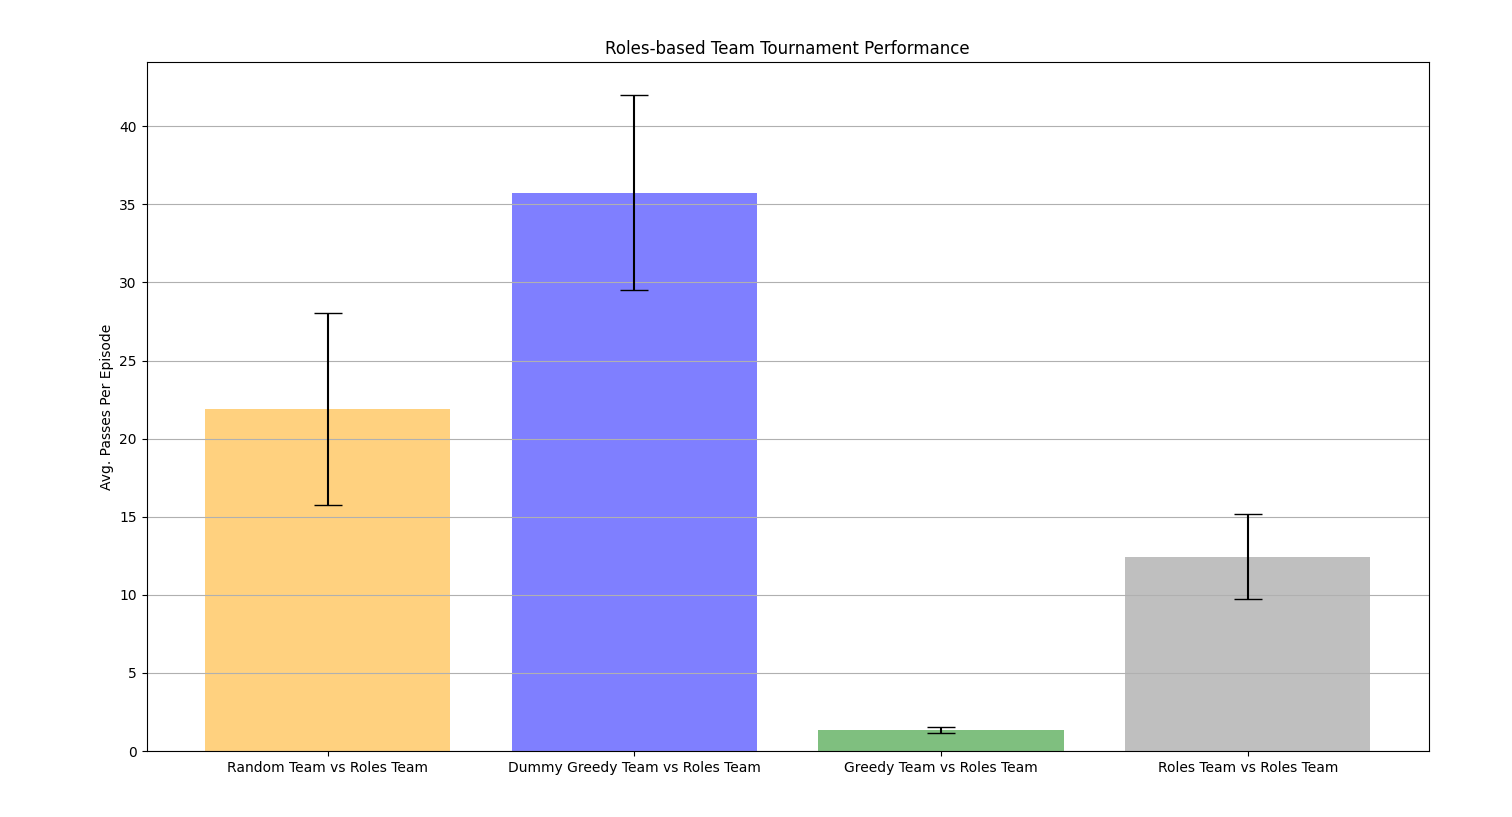 Roles-based Team Tournament Performance
Avg. Passes Per Episode
40
35
30
25
20
15
10
5
0
Random Team vs Roles Team
Dummy Greedy Team vs Roles Team
Greedy Team vs Roles Team
Roles Team vs Roles Team